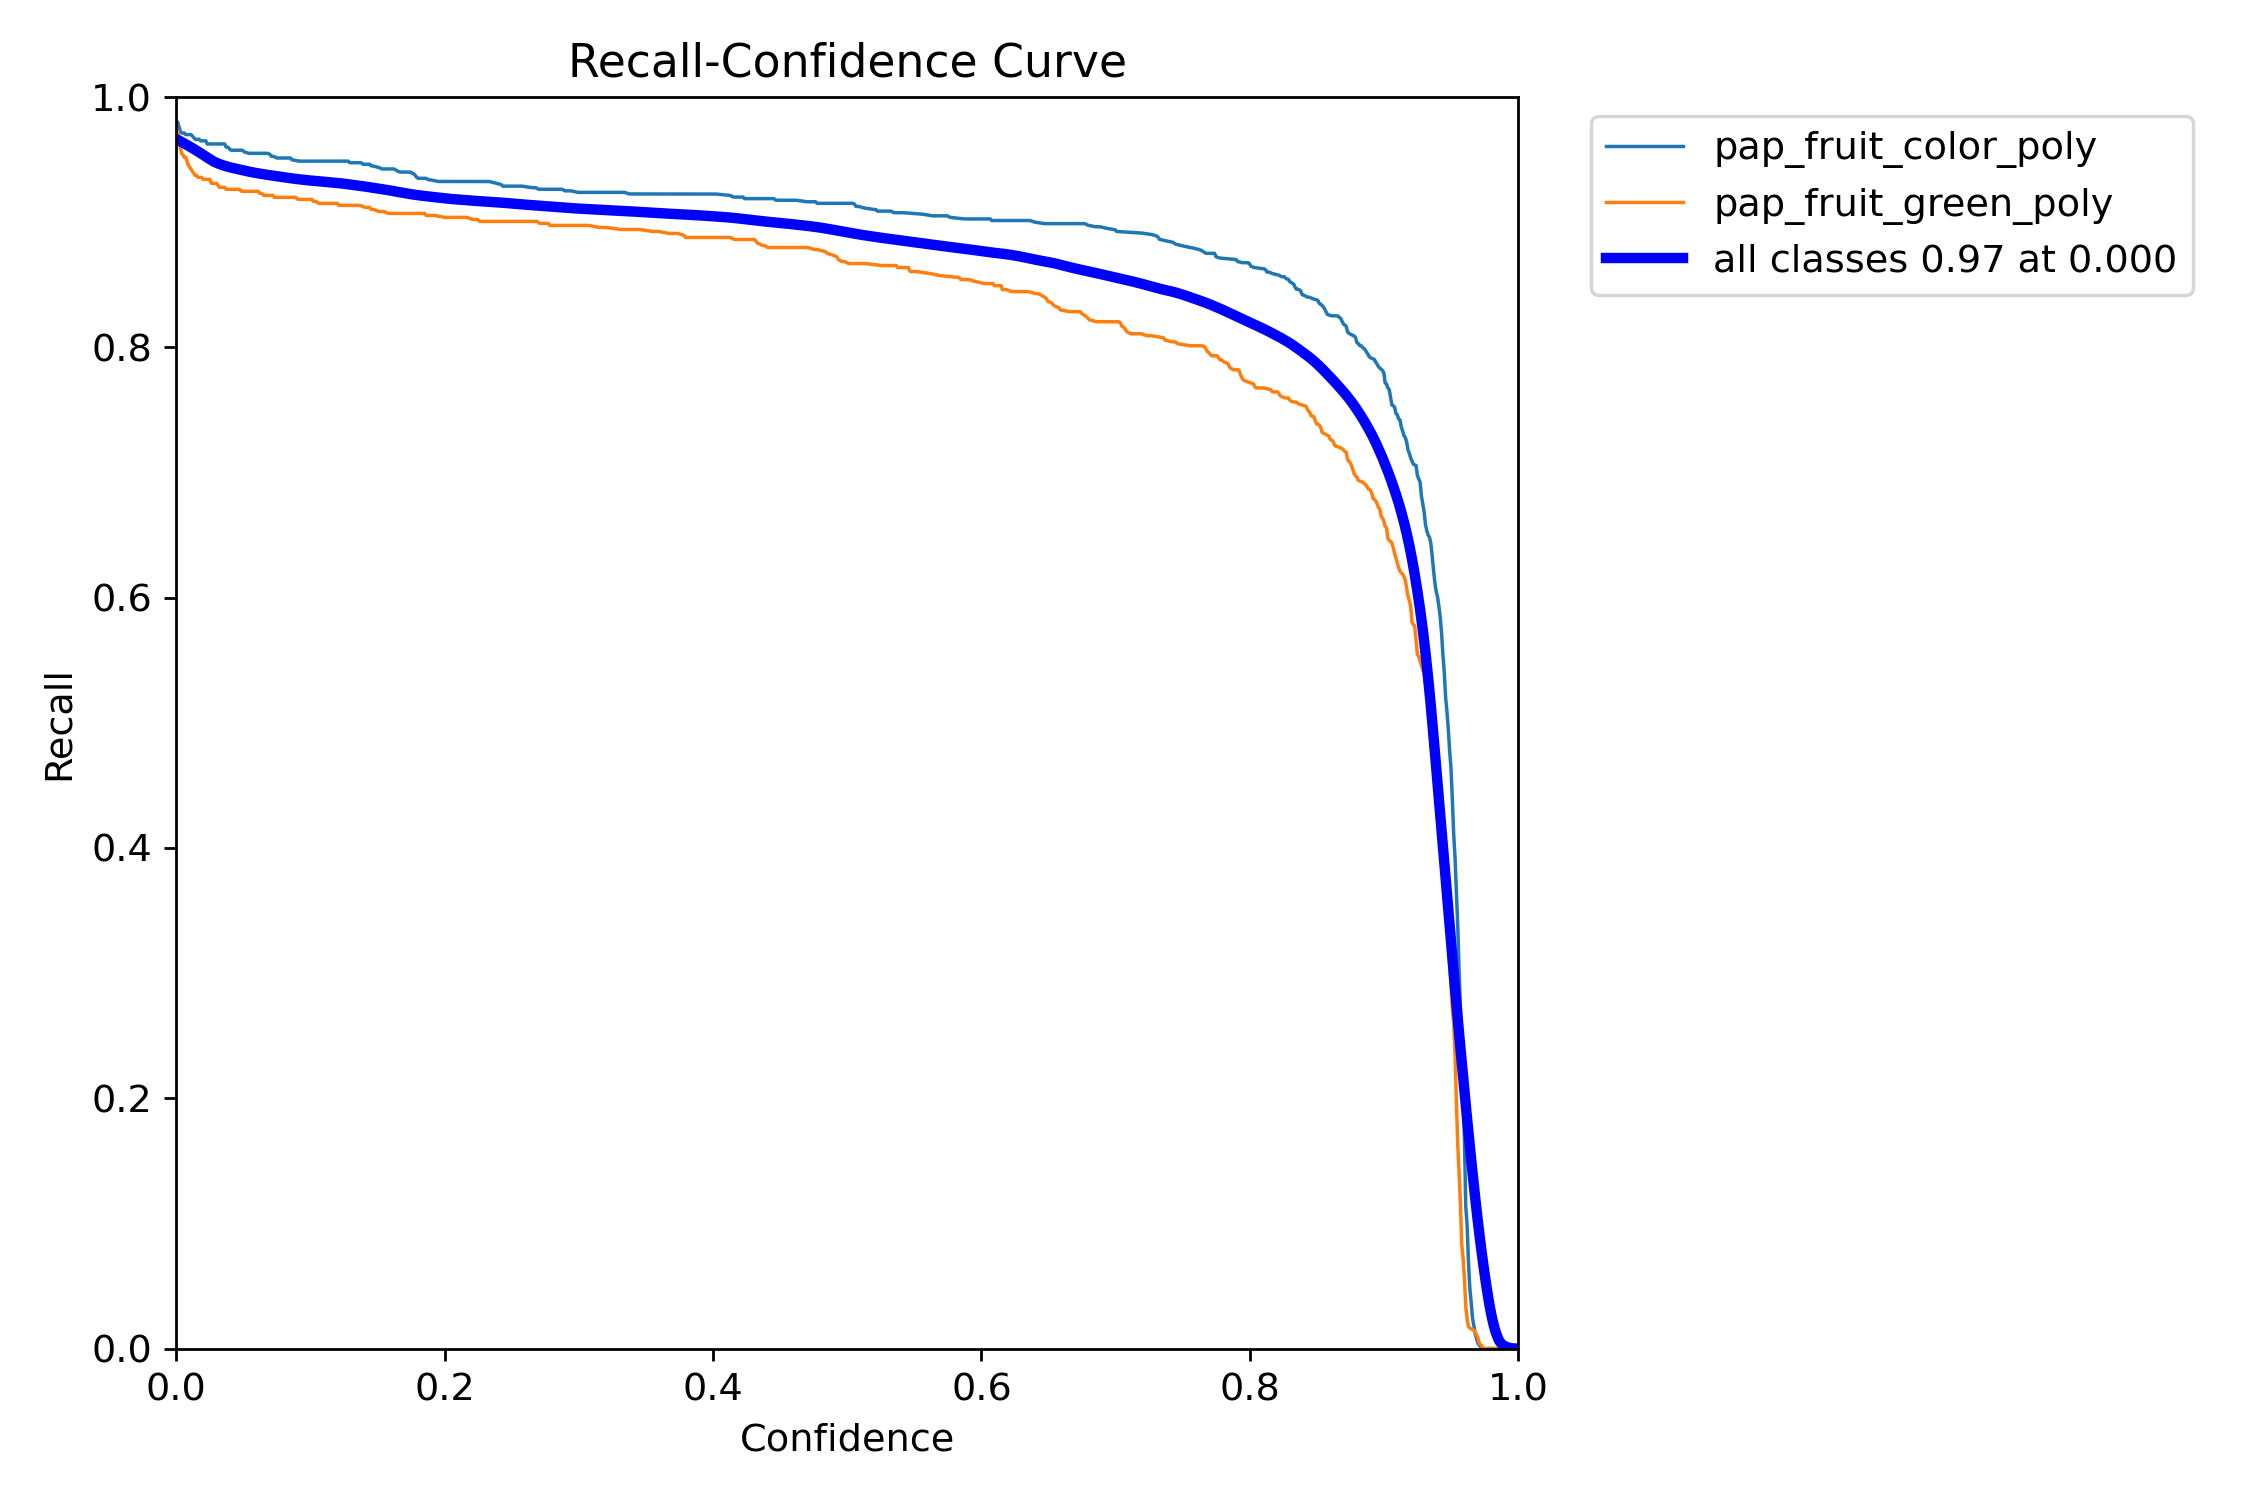 Recall-Confidence Curve
1.0
0.8
0.6
0.4
0.2
0.0
Recall
0.0 0.2 0.4 0.6 0.8 1.0
Confidence
pap_fruit_color_poly
pap_fruit_green_poly
all classes 0.97 at 0.000